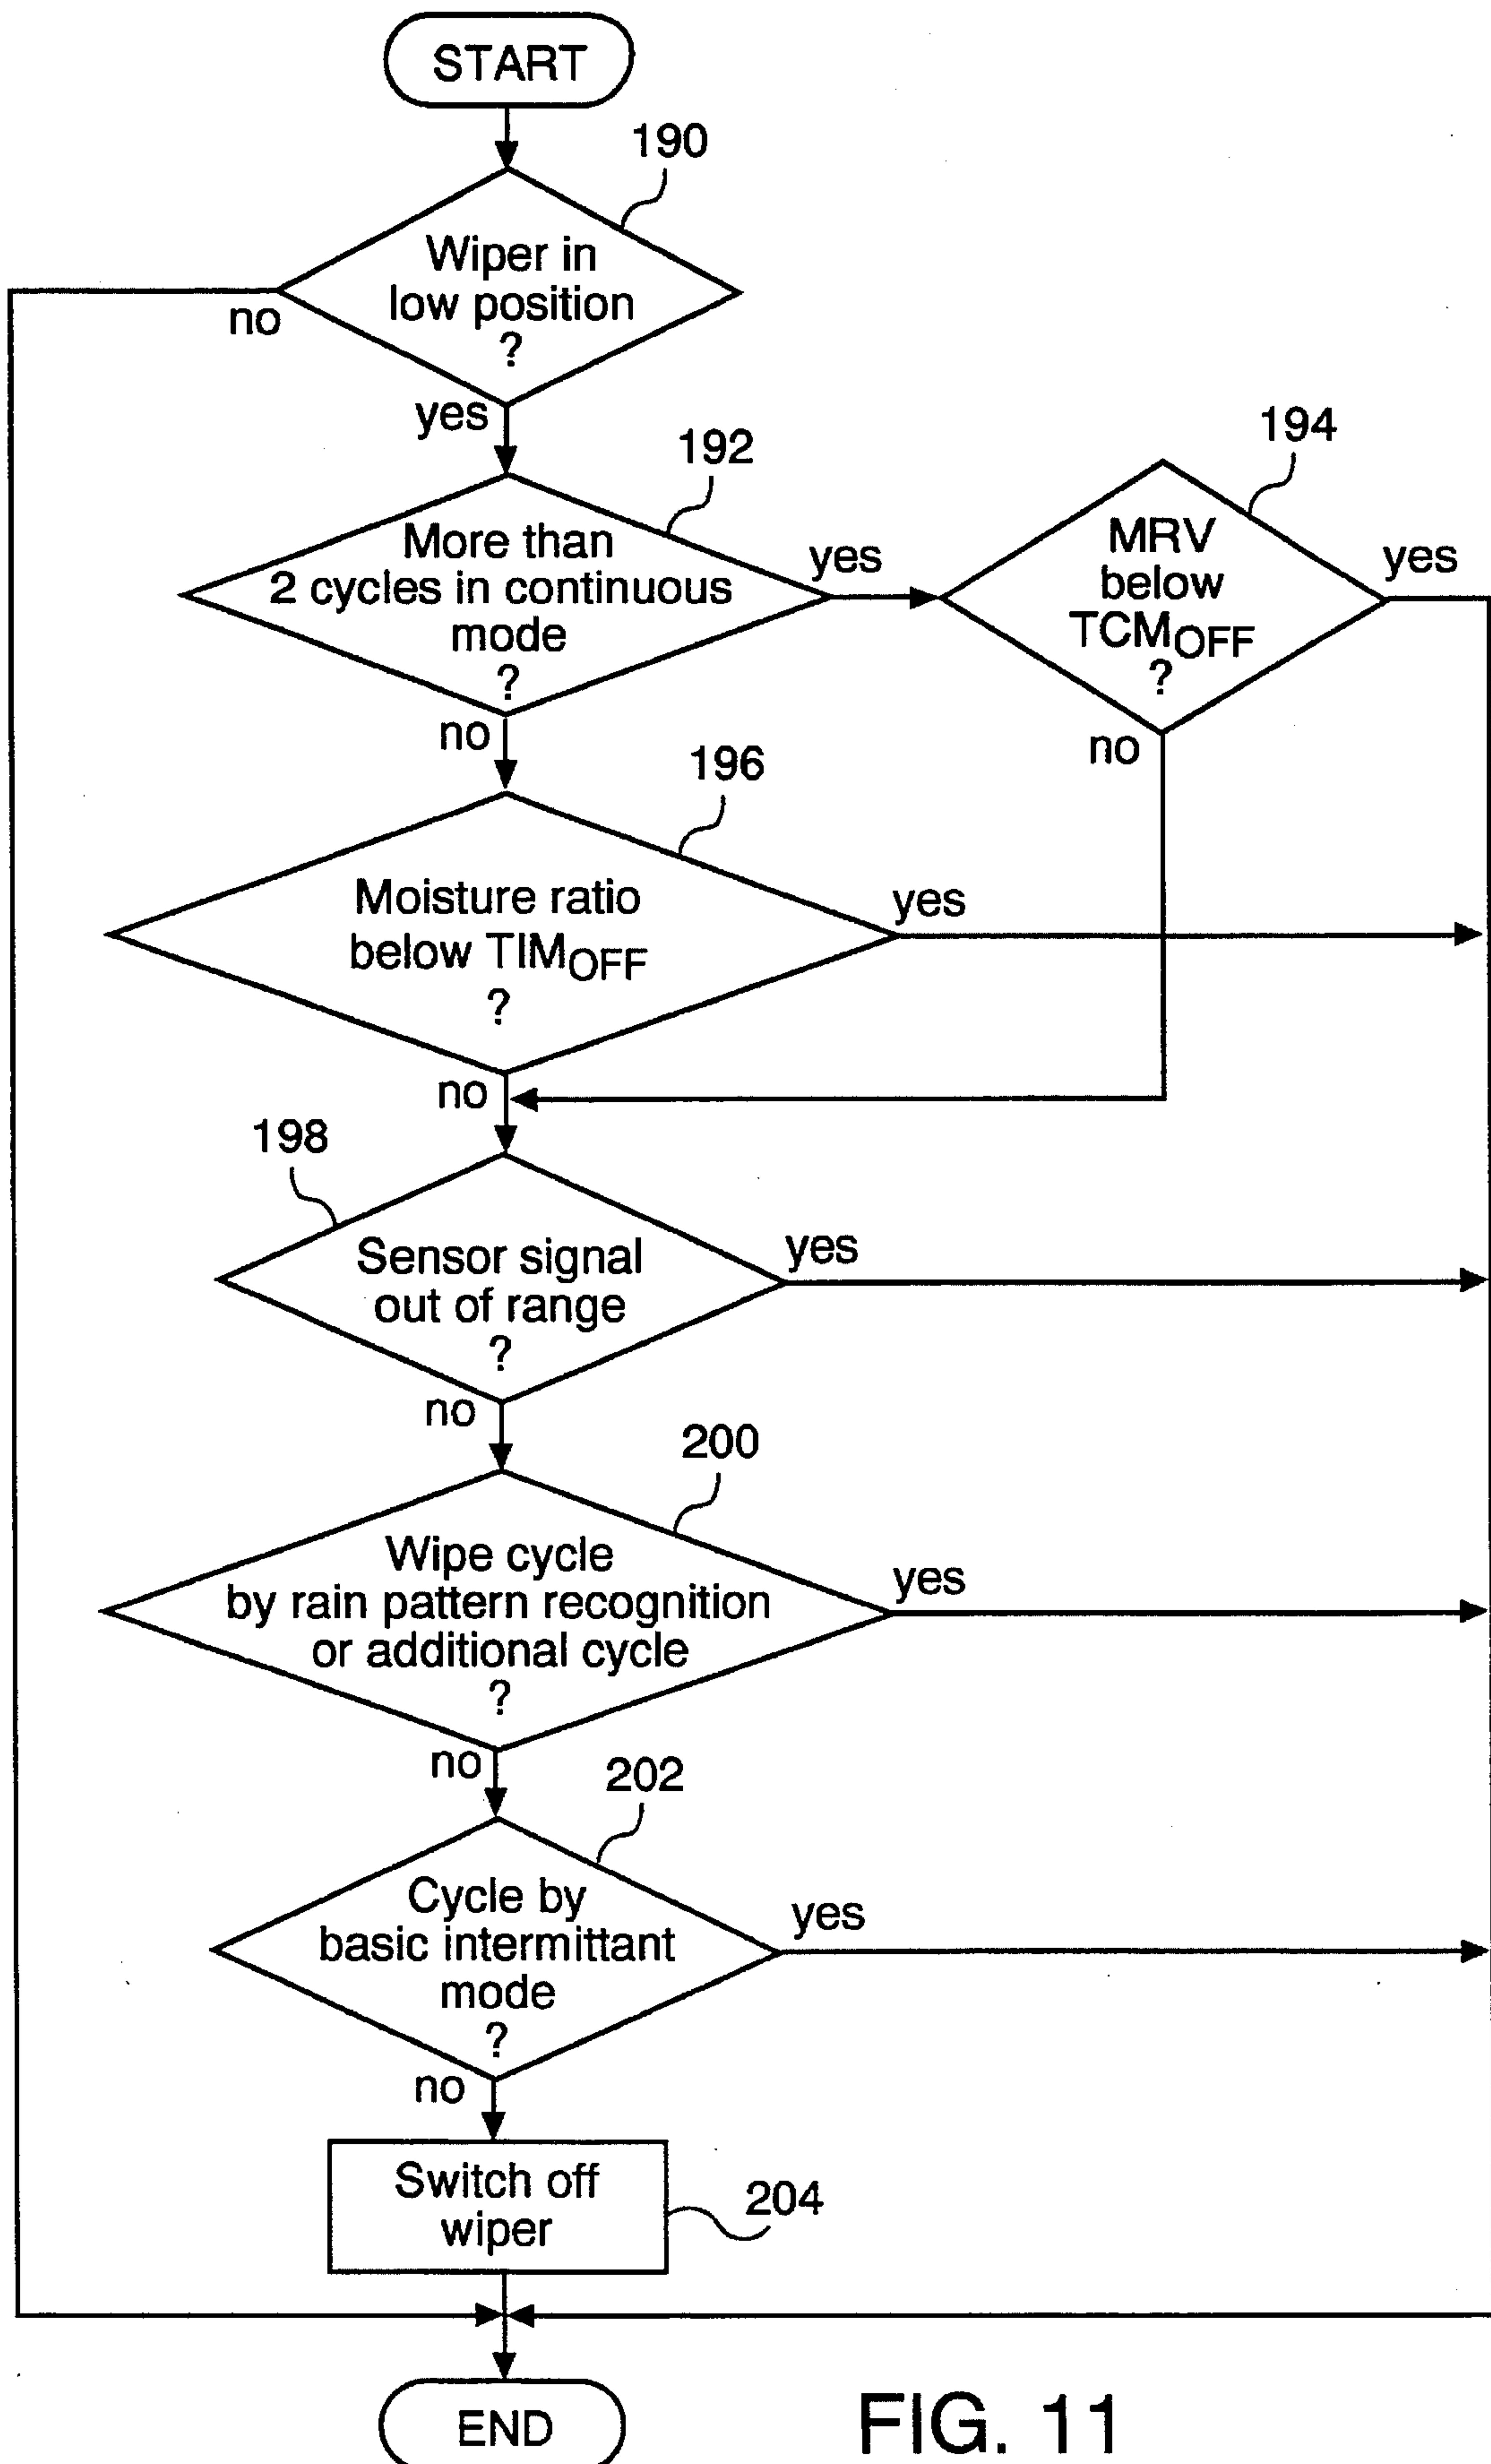 START
190
Wiper in
low position
?
no
yes
192
More than
2 cycles in continuous
mode
?
yes
no
194
MRV
below
TCMOFF
?
yes
no
196
Moisture ratio
below TIMOFF
?
yes
no
198
Sensor signal
out of range
?
yes
no
200
Wipe cycle
by rain pattern recognition
or additional cycle
?
yes
no
202
Cycle by
basic intermittant
mode
?
yes
no
Switch off
wiper
204
END
FIG. 11